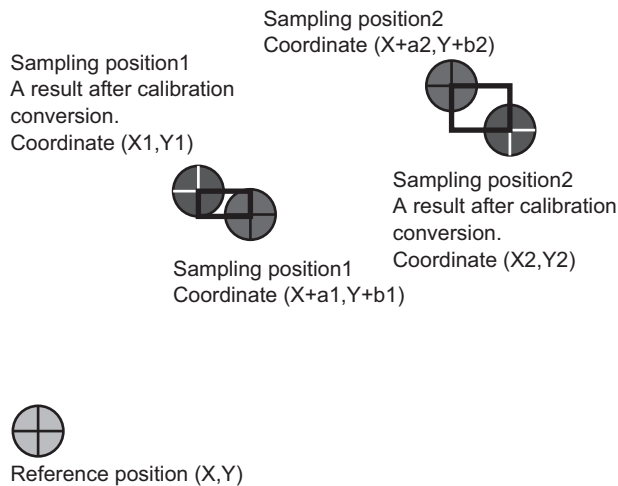 Sampling position2
Coordinate (X+a2,Y+b2)
Sampling position1
A result after calibration
conversion.
Coordinate (X1,Y1)
Sampling position2
A result after calibration
conversion.
Coordinate (X2,Y2)
Sampling position1
Coordinate (X+a1,Y+b1)
Reference position (X,Y)